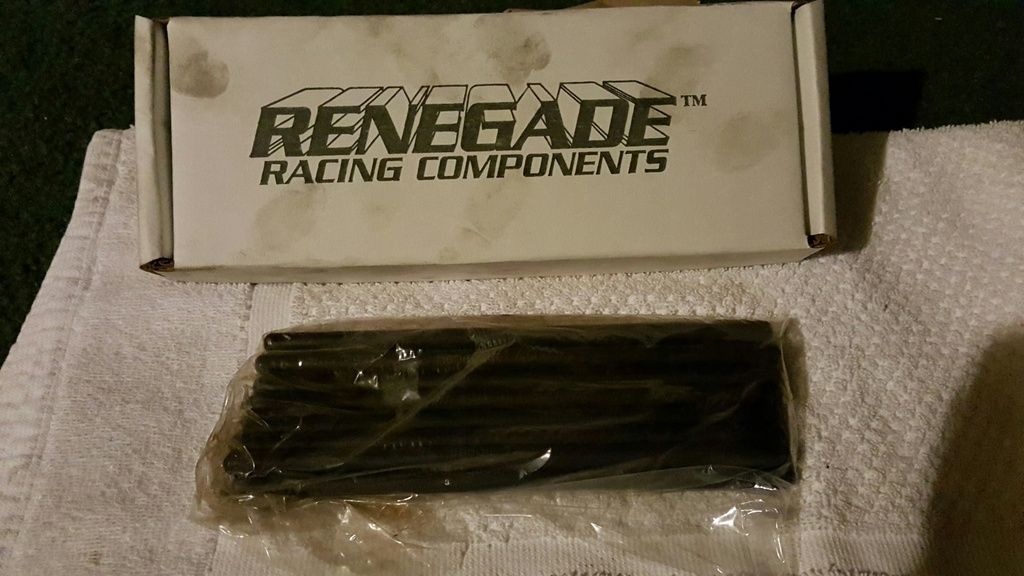 RENEGADE™
RACING COMPONENTS